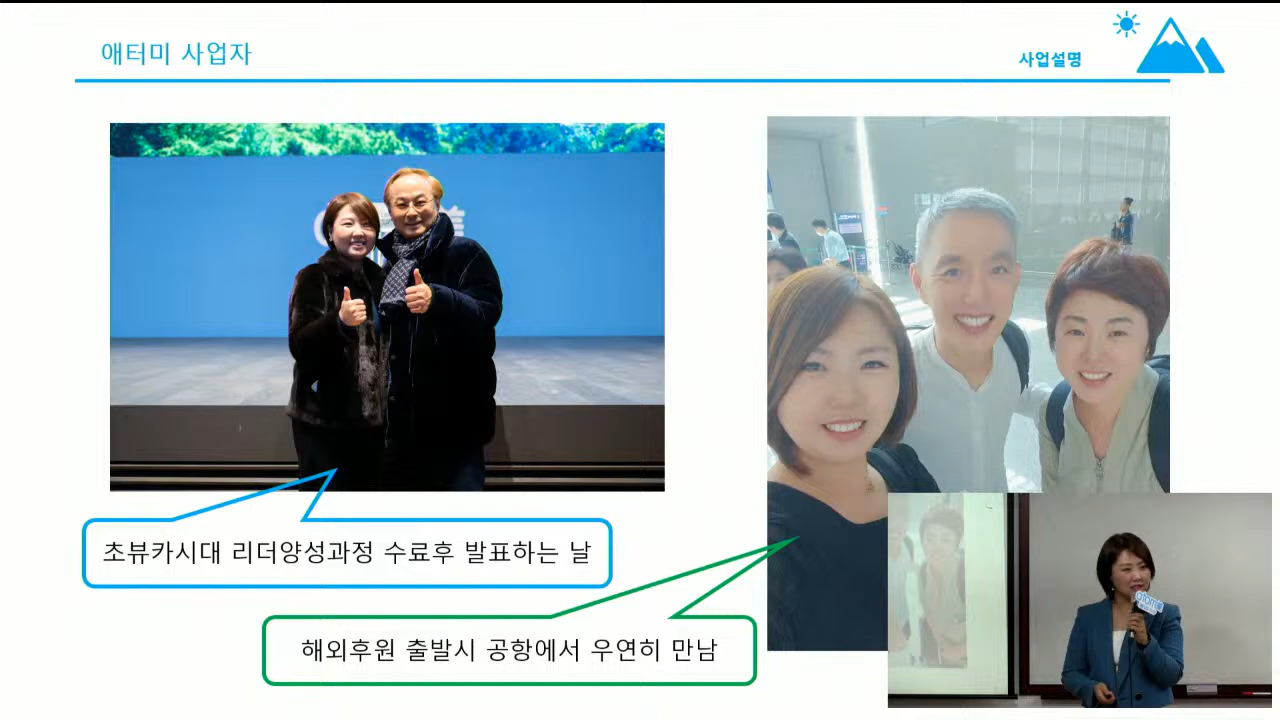 애터미 사업자
사업설명
초뷰카시대 리더양성과정 수료후 발표하는 날
해외후원 출발시 공항에서 우연히 만남